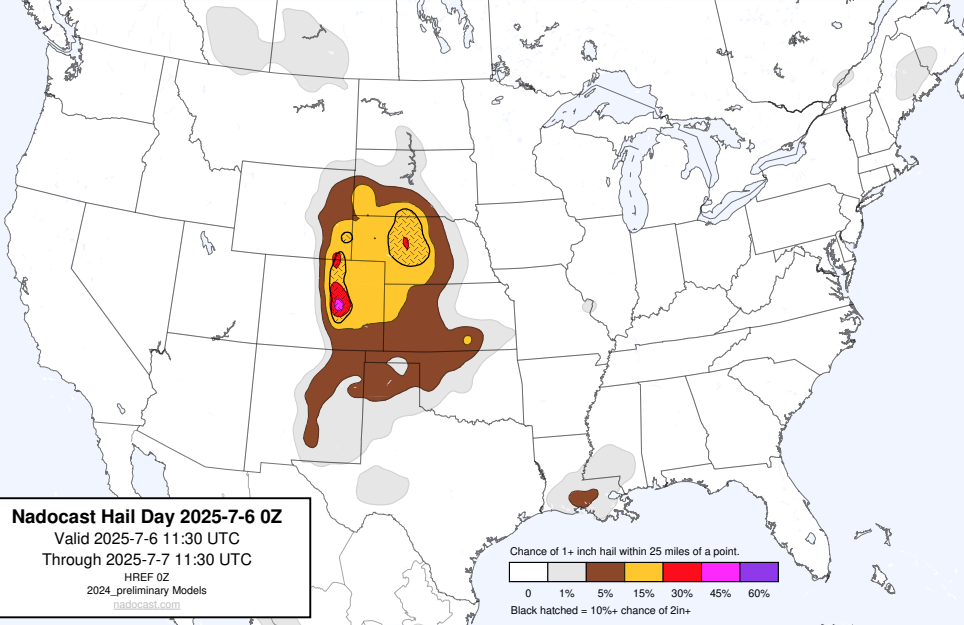 Nadocast Hail Day 2025-7-6 0Z
Valid 2025-7-6 11:30 UTC
Through 2025-7-7 11:30 UTC
HREF 0Z
2024_preliminary Models
nadocast.com
Chance of 1+ inch hail within 25 miles of a point.
0 1% 5% 15% 30% 45% 60%
Black hatched = 10%+ chance of 2in+